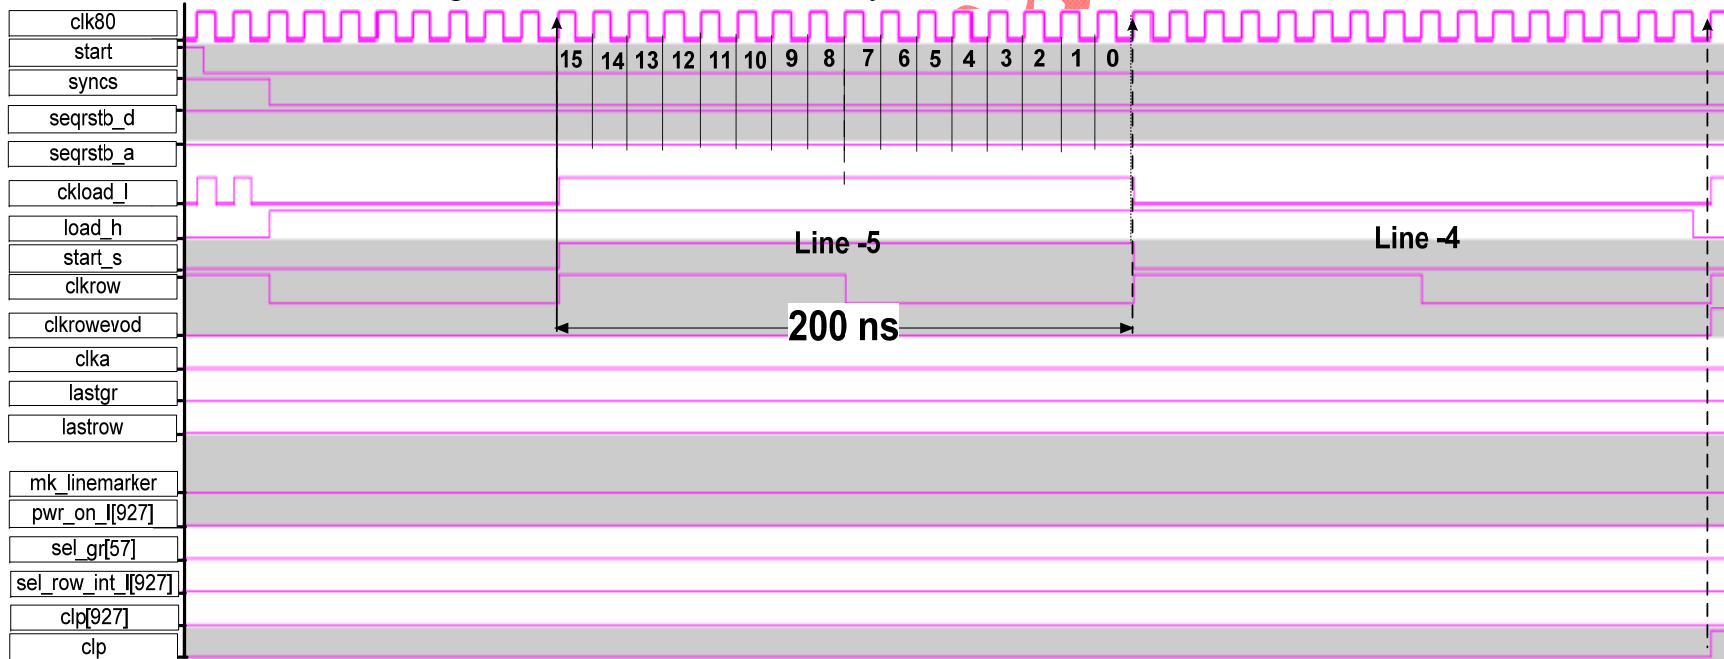 clk80
start
15 14 13 12 11 10 9 8 7 6 5 4 3 2 1 0
syncs
seqrstb_d
seqrstb_a
ckload_l
load_h
Line -5 Line -4
start_s
clkrow
clkrowevod
200 ns
clka
lastgr
lastrow
mk_linemarker
pwr_on_l[927]
sel_gr[57]
sel_row_int_l[927]
clp[927]
clp